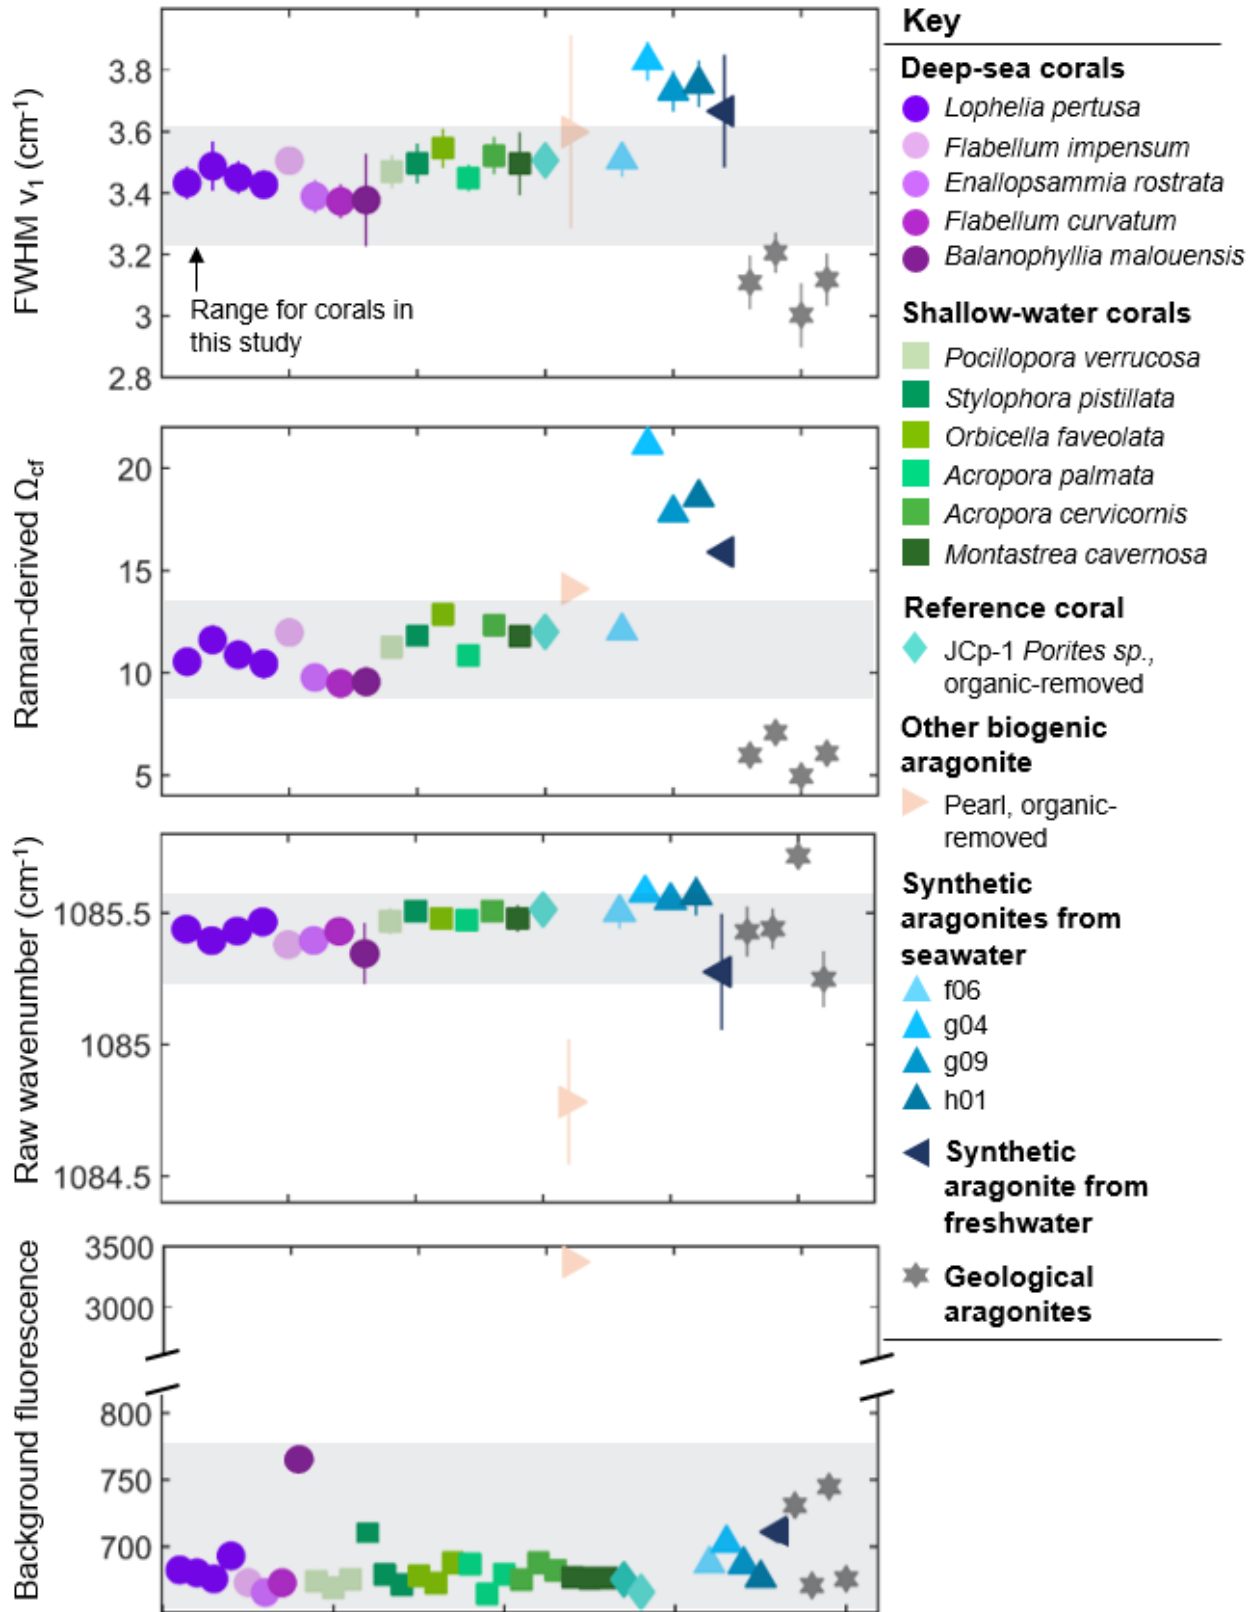 FWHM ν₁ (cm⁻¹)
3.8
3.6
3.4
3.2
3
2.8
Range for corals in
this study
Raman-derived Ω_cf
20
15
10
5
Raw wavenumber (cm⁻¹)
1085.5
1085
1084.5
Background fluorescence
3500
3000
800
750
700
Key
Deep-sea corals
Lophelia pertusa
Flabellum impensum
Enallopsammia rostrata
Flabellum curvatum
Balanophyllia malouensis
Shallow-water corals
Pocillopora verrucosa
Stylophora pistillata
Orbicella faveolata
Acropora palmata
Acropora cervicornis
Montastrea cavernosa
Reference coral
JCp-1 Porites sp.,
organic-removed
Other biogenic
aragonite
Pearl, organic-
removed
Synthetic
aragonites from
seawater
f06
g04
g09
h01
Synthetic
aragonite from
freshwater
Geological
aragonites